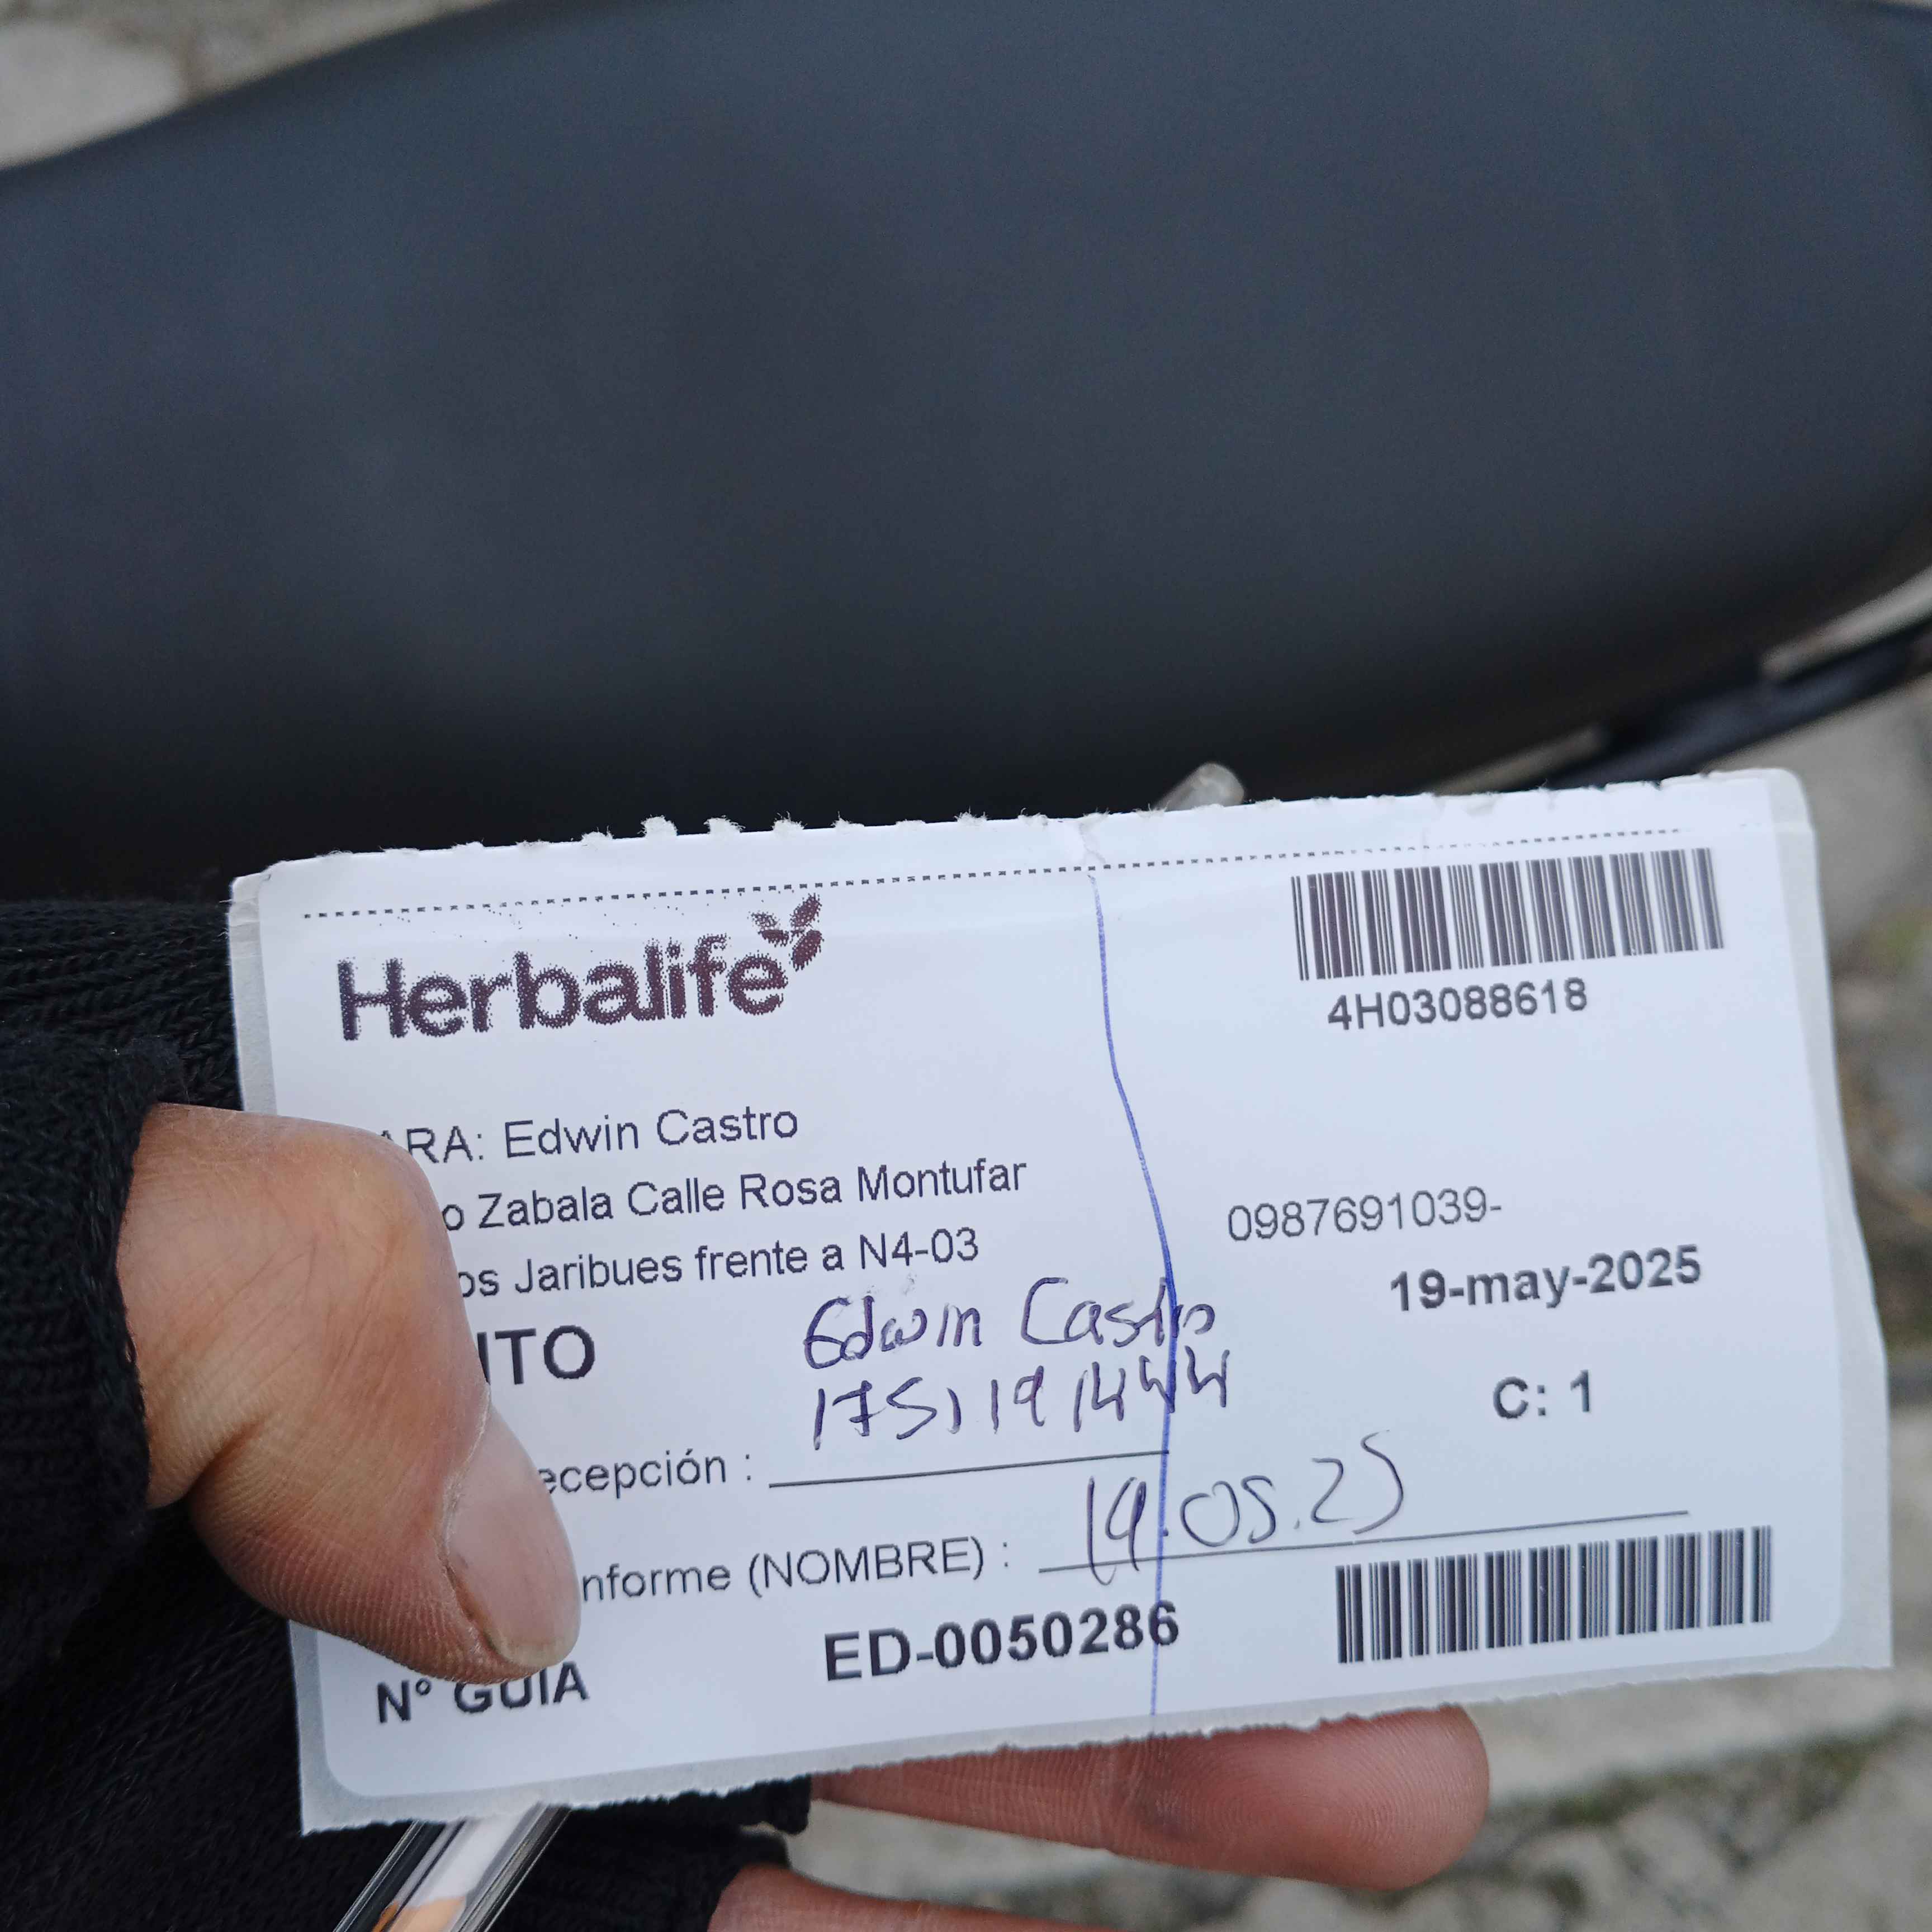 Herbalife
4H03088618
ARA: Edwin Castro
o Zabala Calle Rosa Montufar
0987691039-
os Jaribues frente a N4-03
19-may-2025
ITO
Edwin Castro
1751191444
C: 1
ecepción :
19.05.25
nforme (NOMBRE) :
N° GUIA
ED-0050286